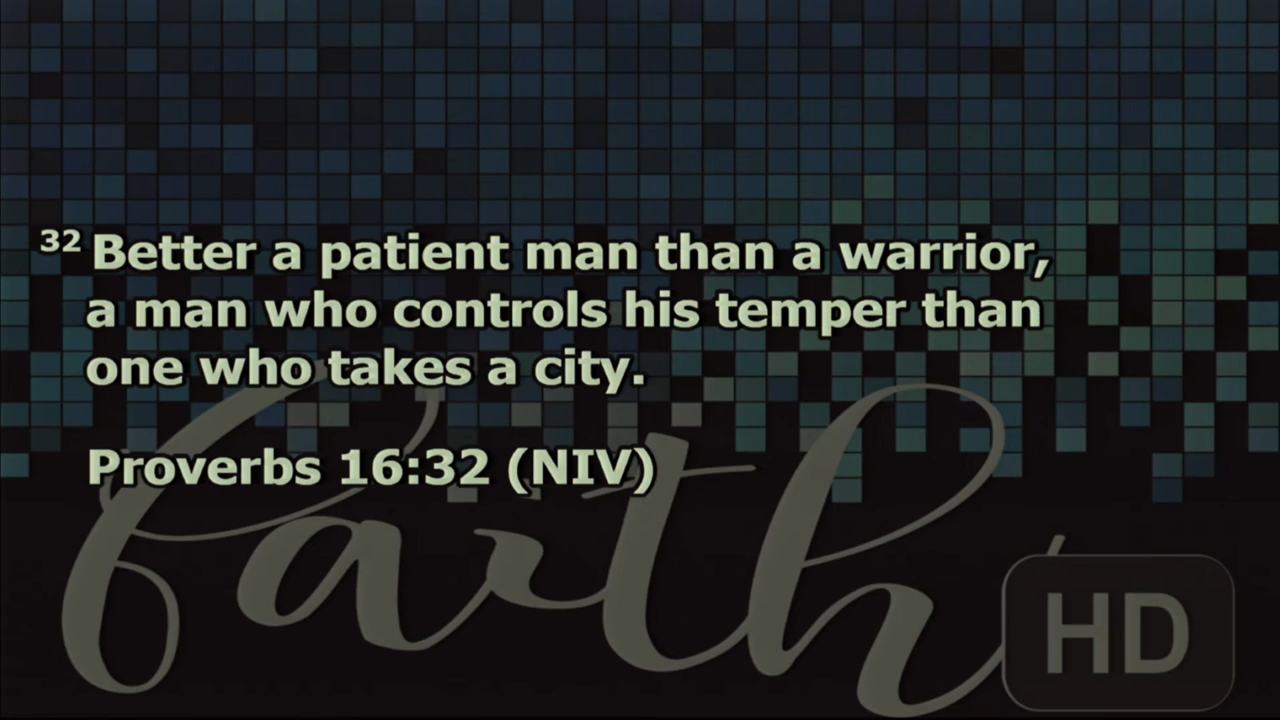 32 Better a patient man than a warrior,
a man who controls his temper than
one who takes a city.
Proverbs 16:32 (NIV)
faith
HD